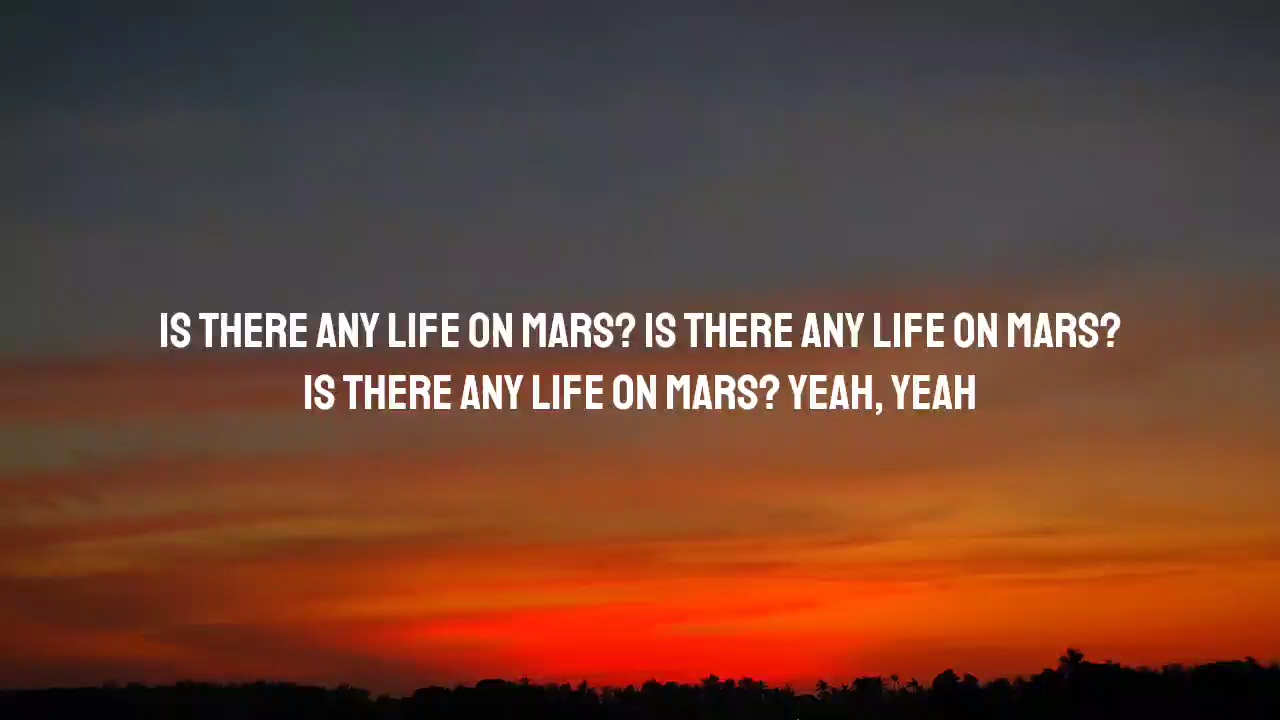 IS THERE ANY LIFE ON MARS? IS THERE ANY LIFE ON MARS?
IS THERE ANY LIFE ON MARS? YEAH, YEAH